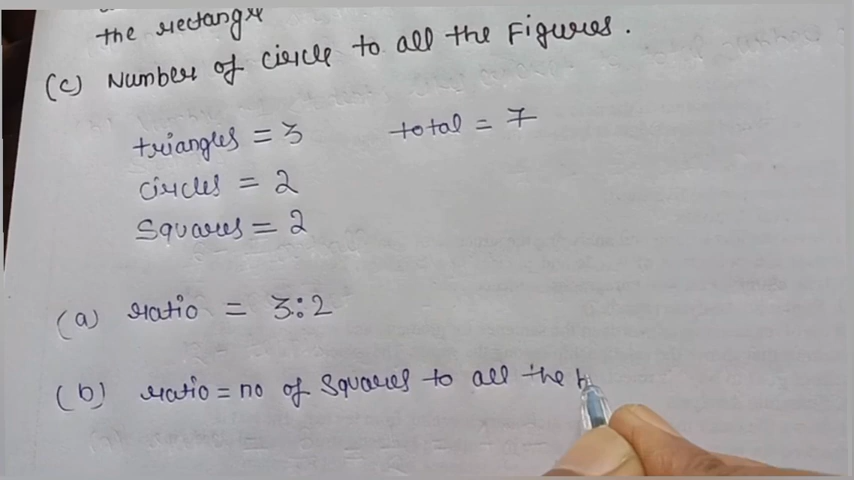 the rectangle
(c) Number of circle to all the Figures.
triangles = 3 total = 7
circles = 2
Squares = 2
(a) ratio = 3:2
(b) ratio = no of squares to all the